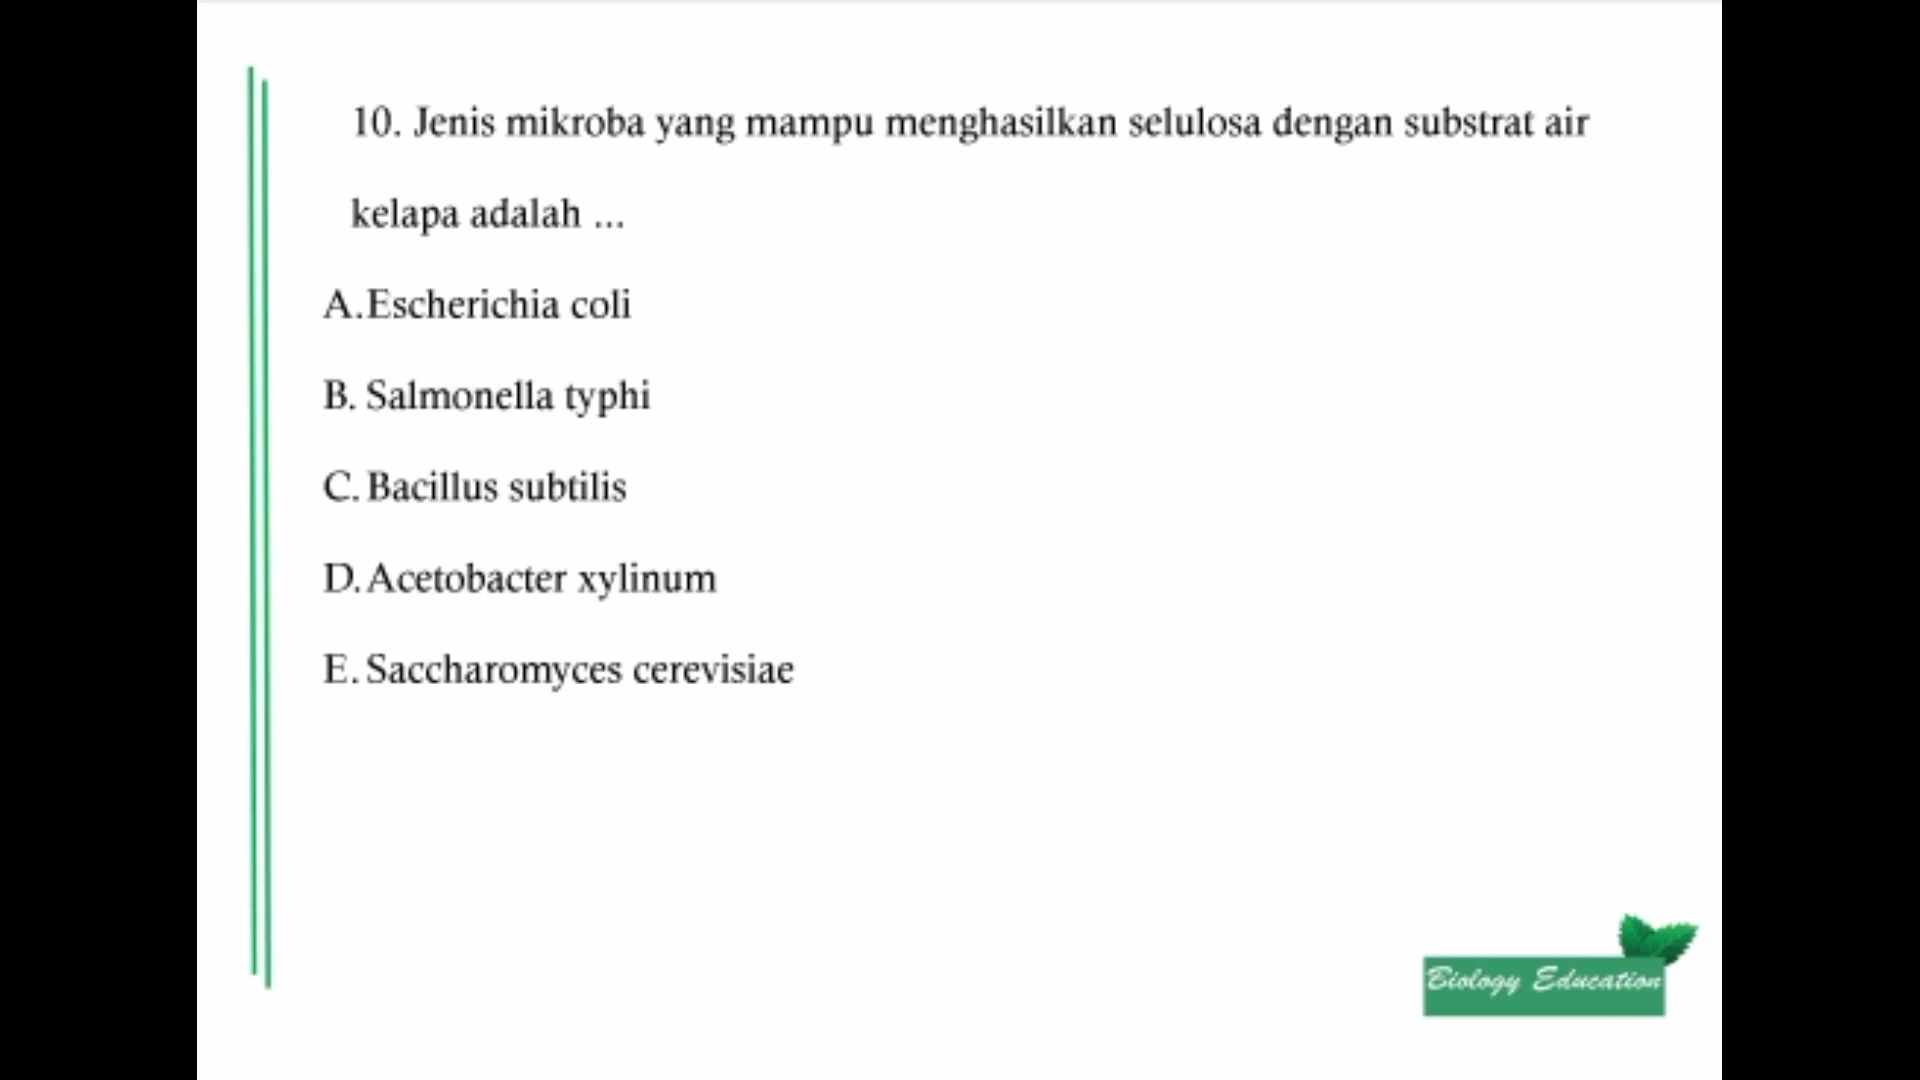 10. Jenis mikroba yang mampu menghasilkan selulosa dengan substrat air
kelapa adalah ...
A. Escherichia coli
B. Salmonella typhi
C. Bacillus subtilis
D. Acetobacter xylinum
E. Saccharomyces cerevisiae
Biology Education